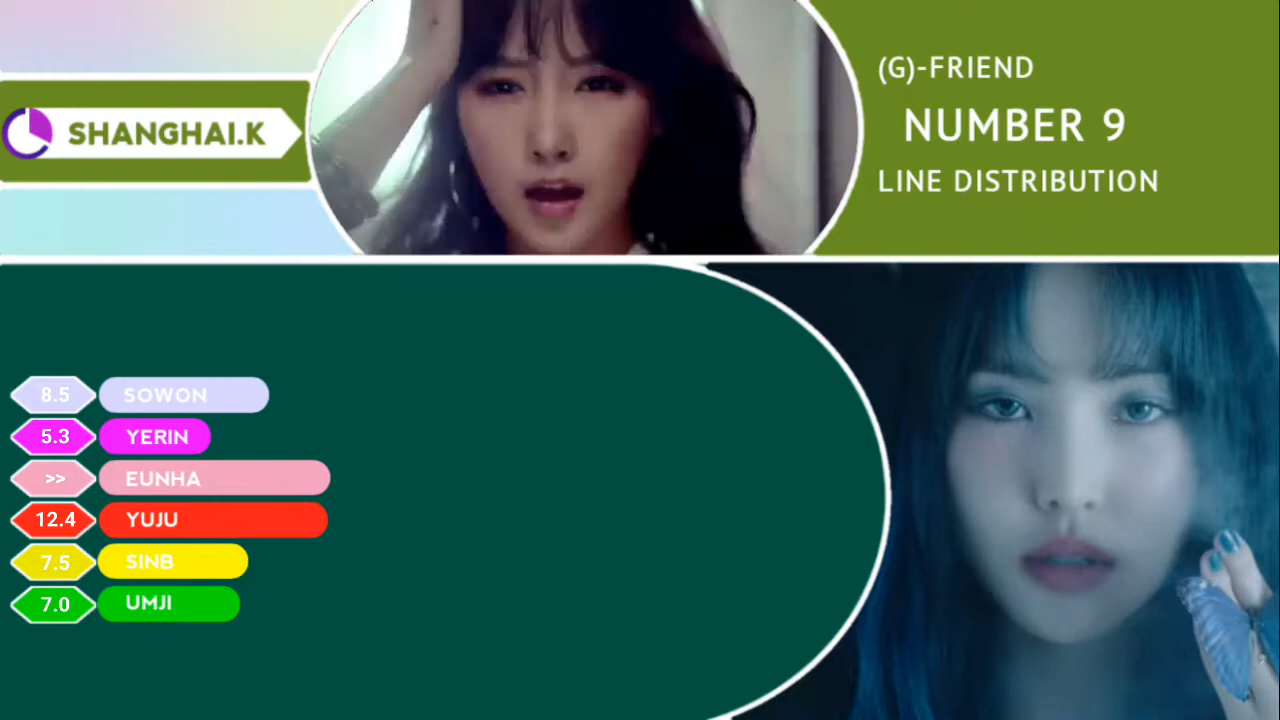 (G)-FRIEND
NUMBER 9
LINE DISTRIBUTION
SHANGHAI.K
8.5 SOWON
5.3 YERIN
>> EUNHA
12.4 YUJU
7.5 SINB
7.0 UMJI